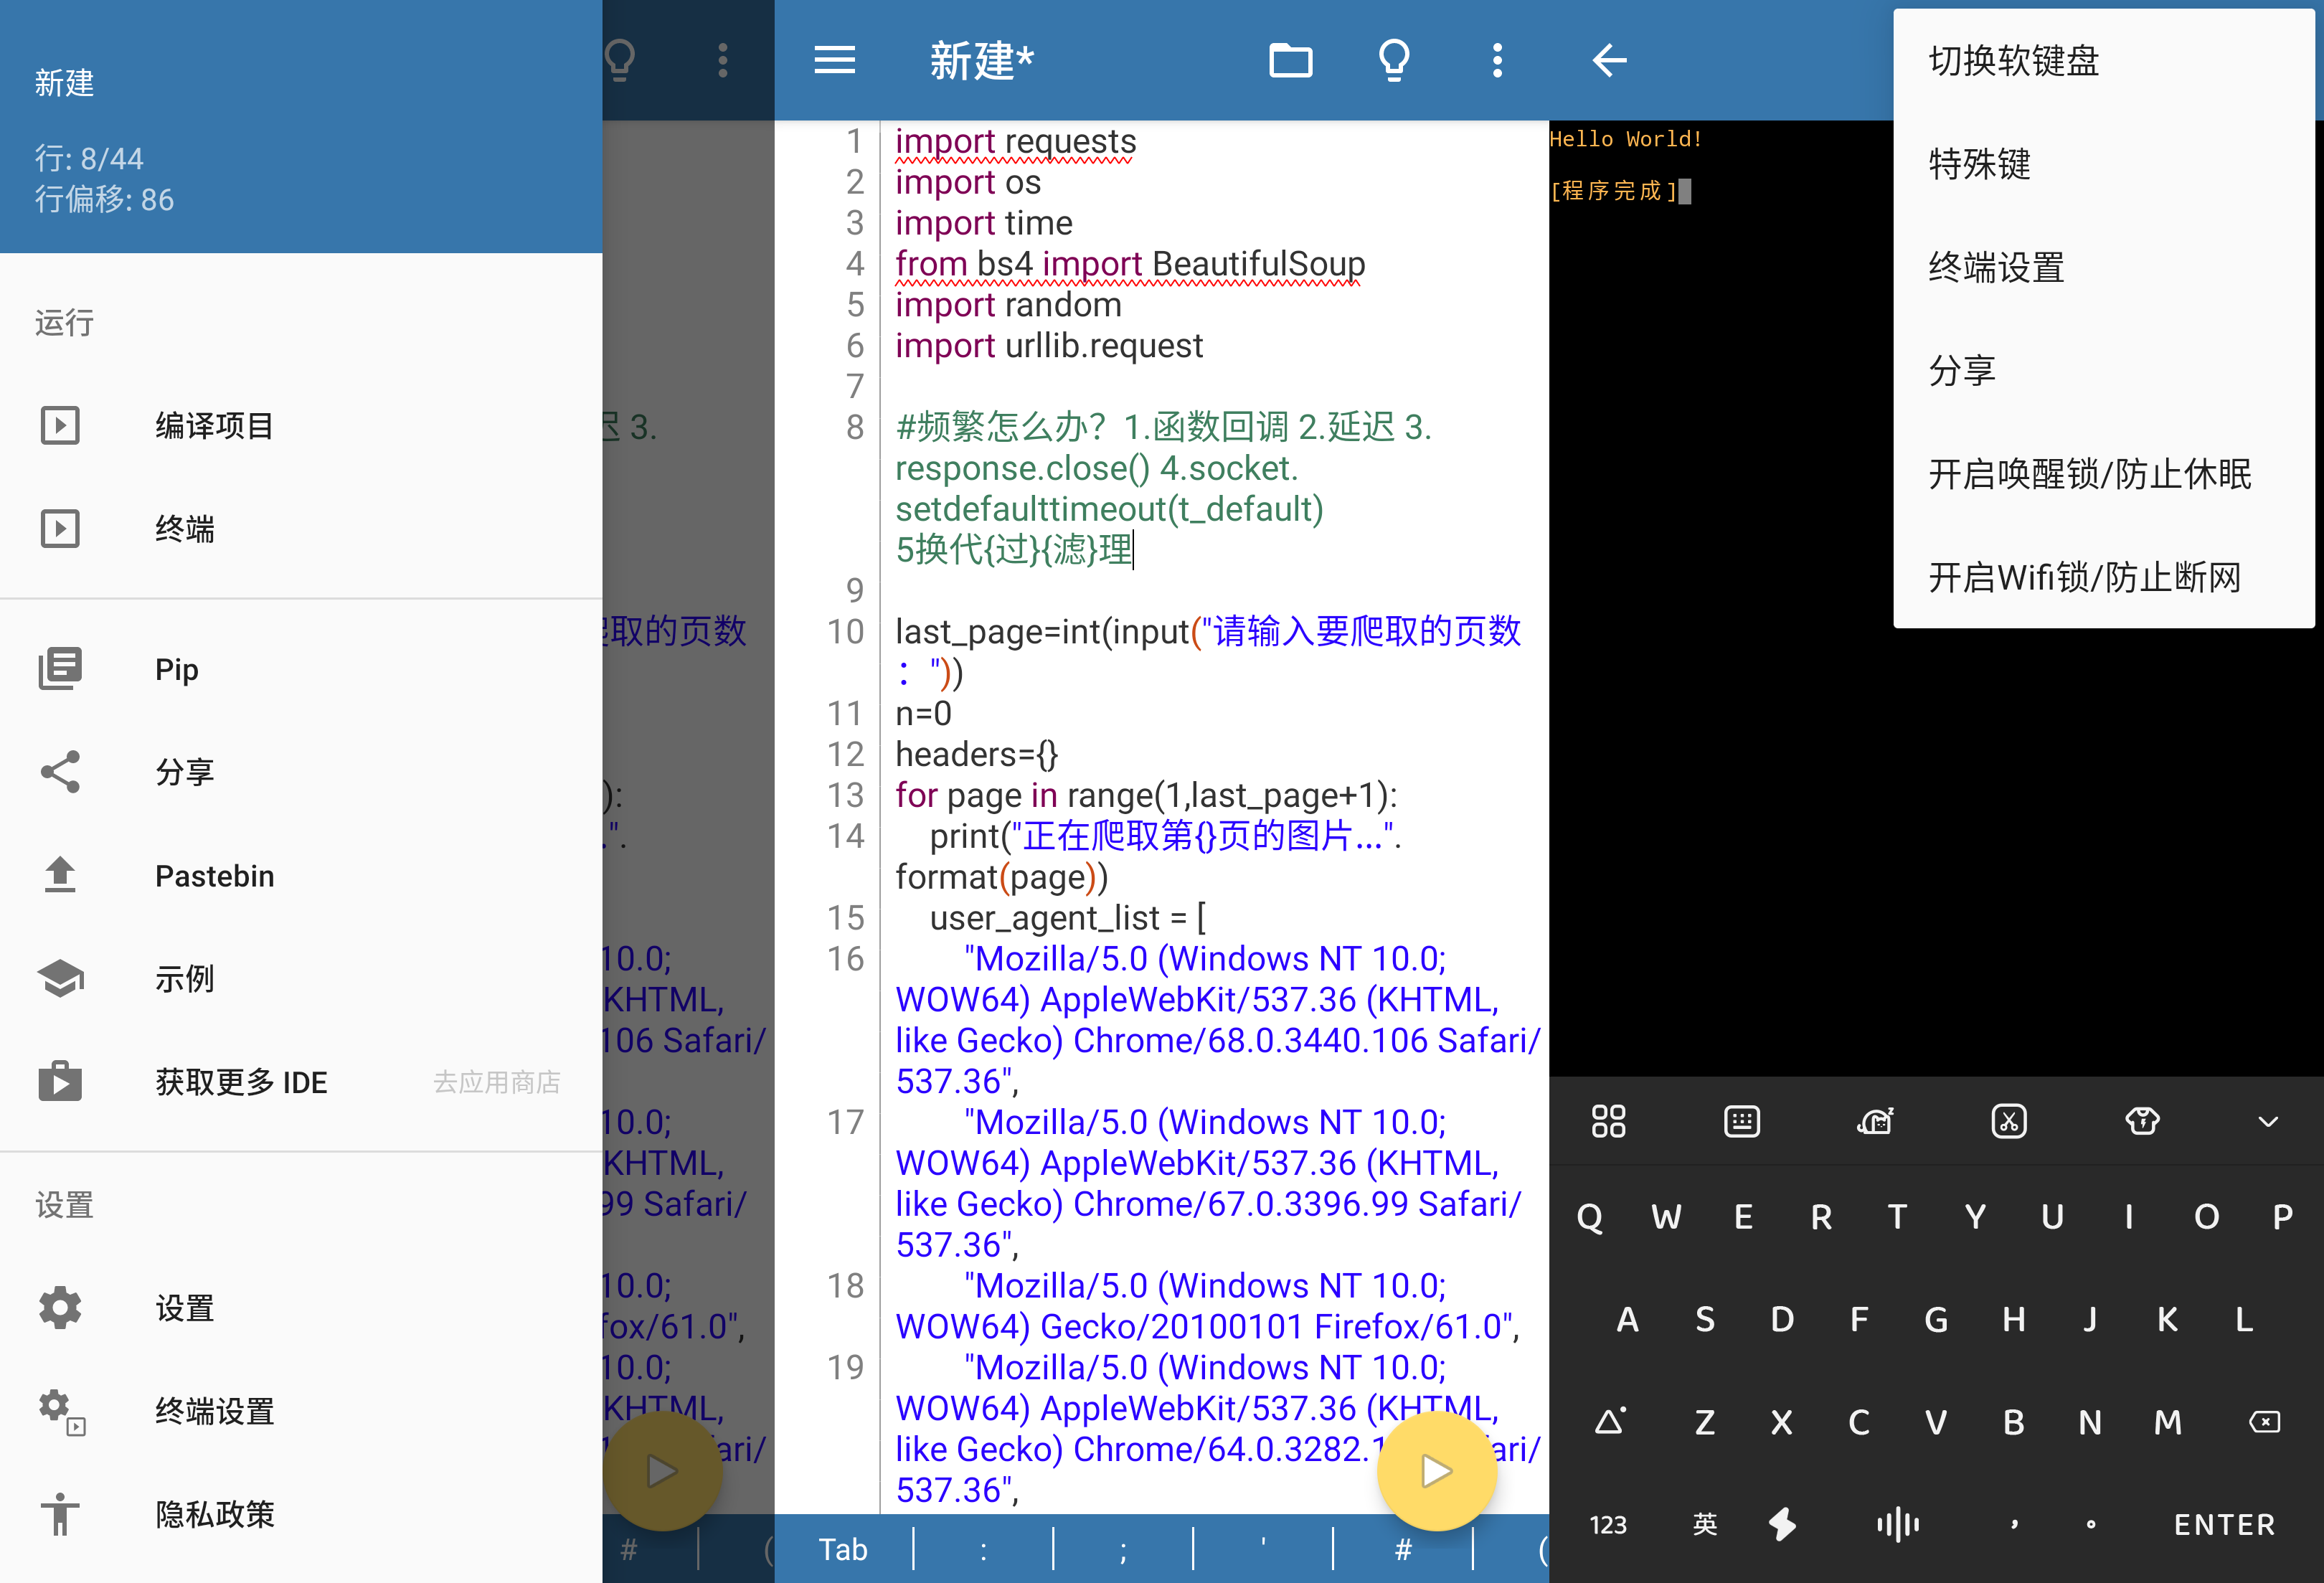 新建
行: 8/44
行偏移: 86
运行
编译项目
终端
Pip
分享
Pastebin
示例
获取更多 IDE 去应用商店
设置
设置
终端设置
隐私政策
迟 3.
爬取的页数
):
.".
10.0;
KHTML,
106 Safari/
10.0;
KHTML,
99 Safari/
10.0;
fox/61.0",
10.0;
KHTML,
ari/
# (
新建*
1 import requests
2 import os
3 import time
4 from bs4 import BeautifulSoup
5 import random
6 import urllib.request
7
8 #频繁怎么办？1.函数回调 2.延迟 3.
response.close() 4.socket.
setdefaulttimeout(t_default)
5换代{过}{滤}理
9
10 last_page=int(input("请输入要爬取的页数
："))
11 n=0
12 headers={}
13 for page in range(1,last_page+1):
14 print("正在爬取第{}页的图片...".
format(page))
15 user_agent_list = [
16 "Mozilla/5.0 (Windows NT 10.0;
WOW64) AppleWebKit/537.36 (KHTML,
like Gecko) Chrome/68.0.3440.106 Safari/
537.36",
17 "Mozilla/5.0 (Windows NT 10.0;
WOW64) AppleWebKit/537.36 (KHTML,
like Gecko) Chrome/67.0.3396.99 Safari/
537.36",
18 "Mozilla/5.0 (Windows NT 10.0;
WOW64) Gecko/20100101 Firefox/61.0",
19 "Mozilla/5.0 (Windows NT 10.0;
WOW64) AppleWebKit/537.36 (KHTML,
like Gecko) Chrome/64.0.3282.1 ari/
537.36",
Tab : ; ' # (
Hello World!
[程序完成]
切换软键盘
特殊键
终端设置
分享
开启唤醒锁/防止休眠
开启Wifi锁/防止断网
Q W E R T Y U I O P
A S D F G H J K L
Z X C V B N M
123 英 ， 。 ENTER